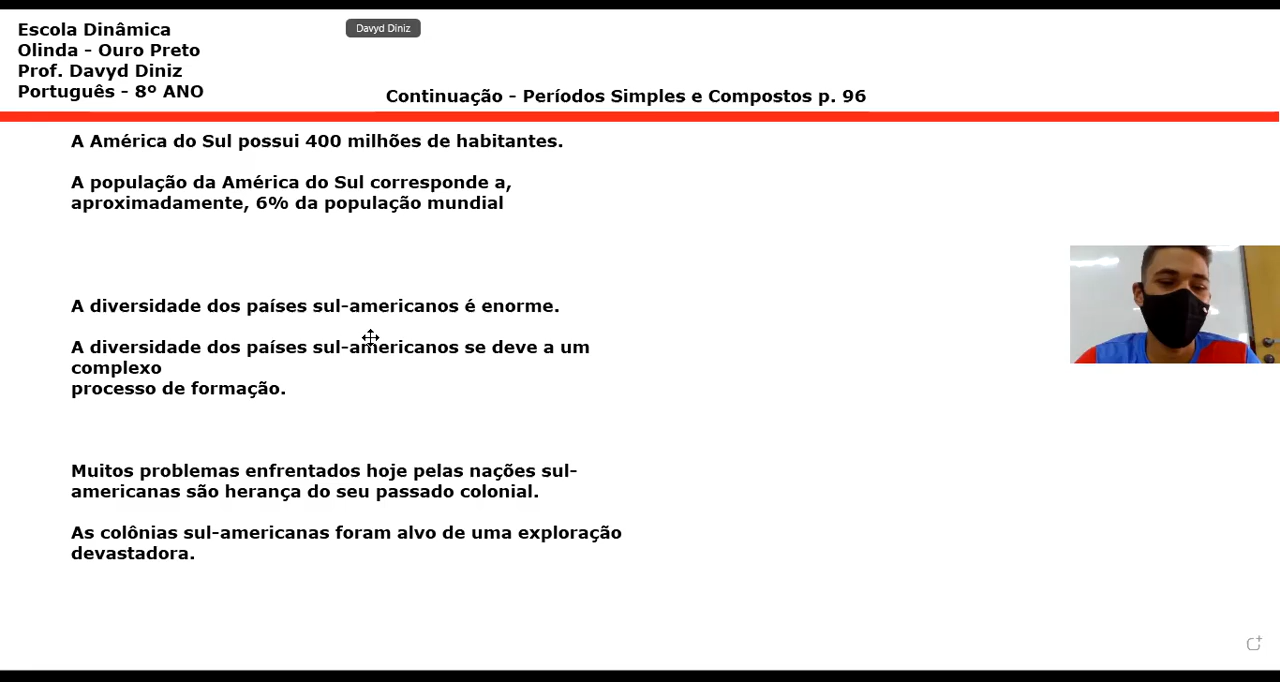 Escola Dinâmica
Olinda - Ouro Preto
Prof. Davyd Diniz
Português - 8º ANO
Davyd Diniz
Continuação - Períodos Simples e Compostos p. 96
A América do Sul possui 400 milhões de habitantes.
A população da América do Sul corresponde a,
aproximadamente, 6% da população mundial
A diversidade dos países sul-americanos é enorme.
A diversidade dos países sul-americanos se deve a um
complexo
processo de formação.
Muitos problemas enfrentados hoje pelas nações sul-
americanas são herança do seu passado colonial.
As colônias sul-americanas foram alvo de uma exploração
devastadora.